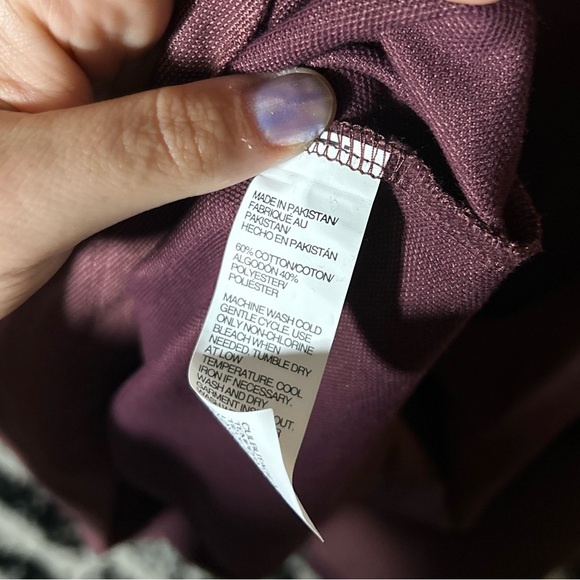 MADE IN PAKISTAN/
FABRIQUÉ AU
PAKISTAN/
HECHO EN PAKISTÁN
60% COTTON/COTON/
ALGODÓN 40%
POLYESTER/
POLIÉSTER
MACHINE WASH COLD
GENTLE CYCLE. USE
ONLY NON-CHLORINE
BLEACH WHEN
NEEDED. TUMBLE DRY
AT LOW
TEMPERATURE. COOL
IRON IF NECESSARY.
WASH AND DRY
GARMENT OUT.